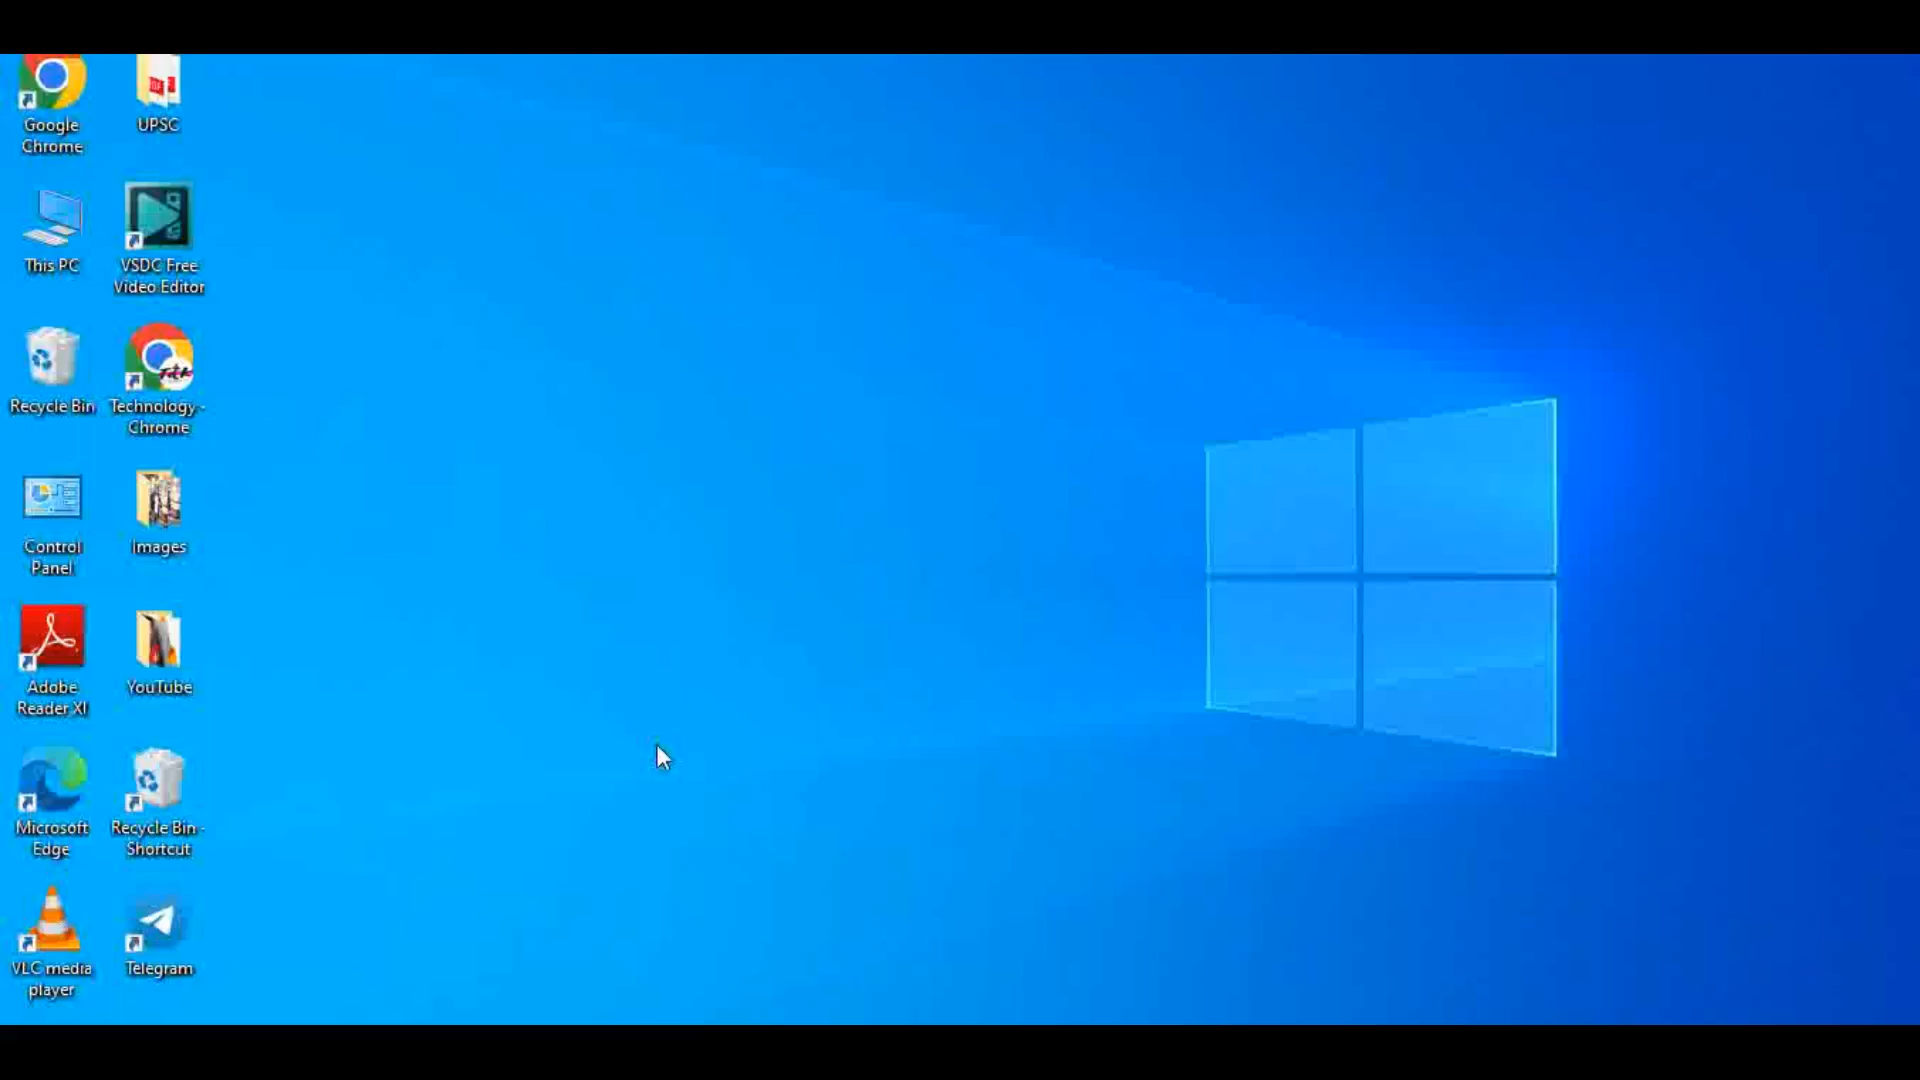 Google
Chrome
UPSC
This PC
VSDC Free
Video Editor
Recycle Bin
Technology -
Chrome
Control
Panel
Images
Adobe
Reader XI
YouTube
Microsoft
Edge
Recycle Bin -
Shortcut
VLC media
player
Telegram